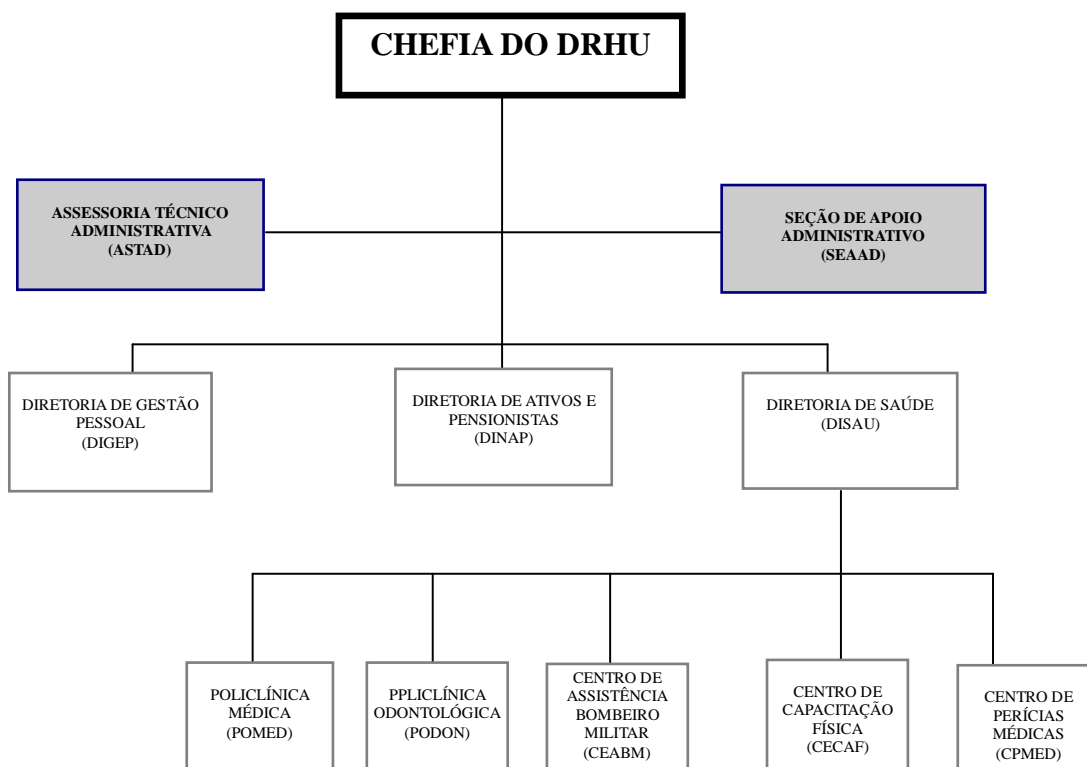 CHEFIA DO DRHU
ASSESSORIA TÉCNICO
ADMINISTRATIVA
(ASTAD)
SEÇÃO DE APOIO
ADMINISTRATIVO
(SEAAD)
DIRETORIA DE GESTÃO
PESSOAL
(DIGEP)
DIRETORIA DE ATIVOS E
PENSIONISTAS
(DINAP)
DIRETORIA DE SAÚDE
(DISAU)
POLICLÍNICA
MÉDICA
(POMED)
PPLICLÍNICA
ODONTOLÓGICA
(PODON)
CENTRO DE
ASSISTÊNCIA
BOMBEIRO
MILITAR
(CEABM)
CENTRO DE
CAPACITAÇÃO
FÍSICA
(CECAF)
CENTRO DE
PERÍCIAS
MÉDICAS
(CPMED)